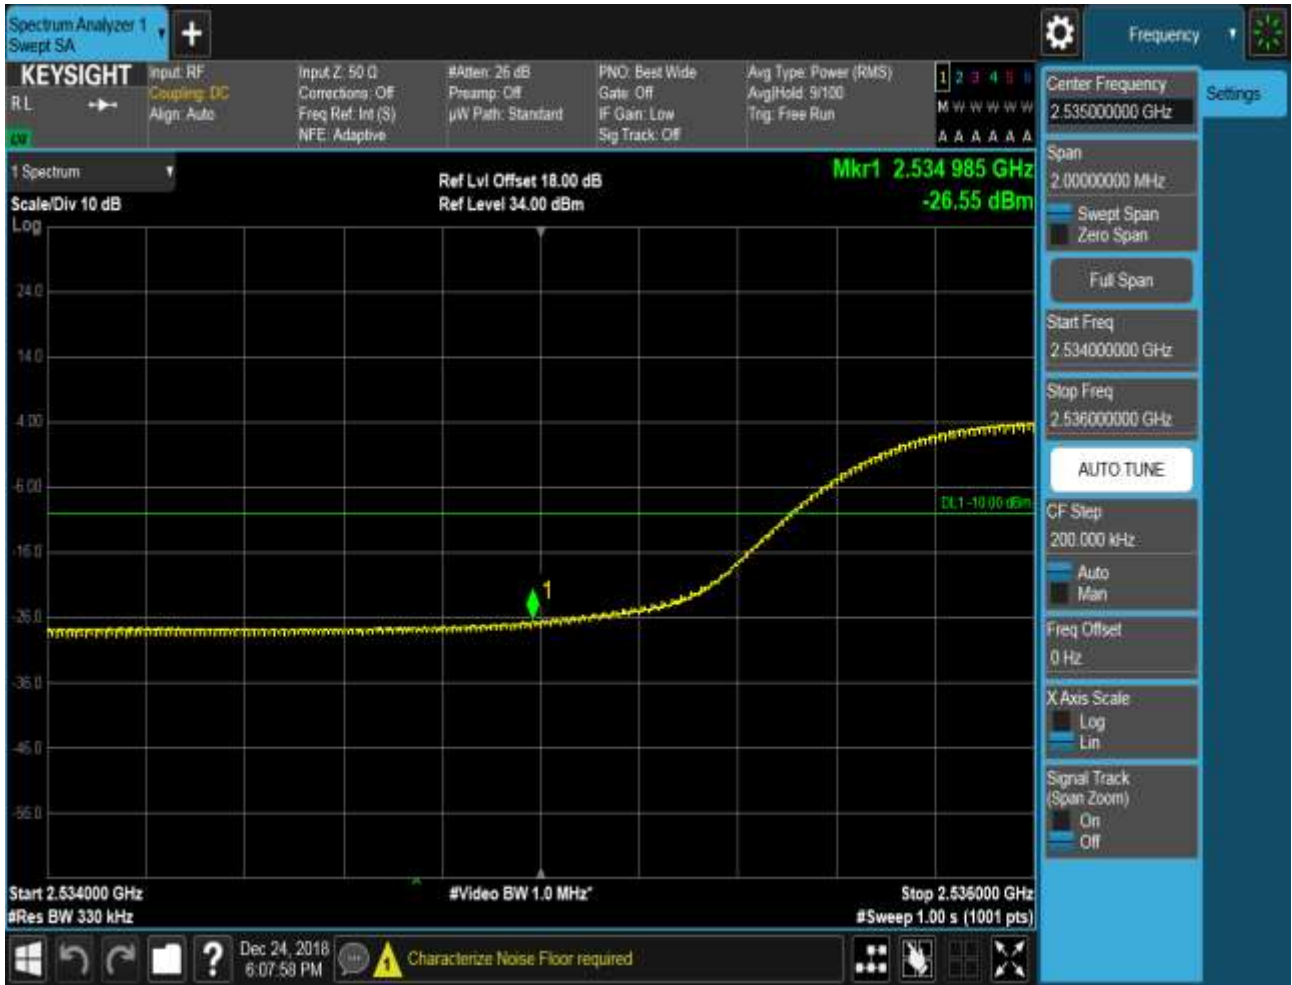 Spectrum Analyzer 1
Swept SA
+
Frequency
KEYSIGHT
RL
Input: RF
Coupling: DC
Align: Auto
Input Z: 50 Ω
Corrections: Off
Freq Ref: Int (S)
NFE: Adaptive
#Atten: 26 dB
Preamp: Off
µW Path: Standard
PNO: Best Wide
Gate: Off
IF Gain: Low
Sig Track: Off
Avg Type: Power (RMS)
Avg|Hold: 9/100
Trig: Free Run
1 2 3 4 5 6
M W W W W W
A A A A A A
1 Spectrum
Scale/Div 10 dB
Log
Ref Lvl Offset 18.00 dB
Ref Level 34.00 dBm
Mkr1 2.534 985 GHz
-26.55 dBm
24.0
14.0
4.00
-6.00
-16.0
-26.0
-36.0
-46.0
-56.0
DL1 -10.00 dBm
1
Start 2.534000 GHz
#Res BW 330 kHz
#Video BW 1.0 MHz*
Stop 2.536000 GHz
#Sweep 1.00 s (1001 pts)
?
Dec 24, 2018
6:07:58 PM
Characterize Noise Floor required
Center Frequency
2.535000000 GHz
Settings
Span
2.00000000 MHz
Swept Span
Zero Span
Full Span
Start Freq
2.534000000 GHz
Stop Freq
2.536000000 GHz
AUTO TUNE
CF Step
200.000 kHz
Auto
Man
Freq Offset
0 Hz
X Axis Scale
Log
Lin
Signal Track
(Span Zoom)
On
Off